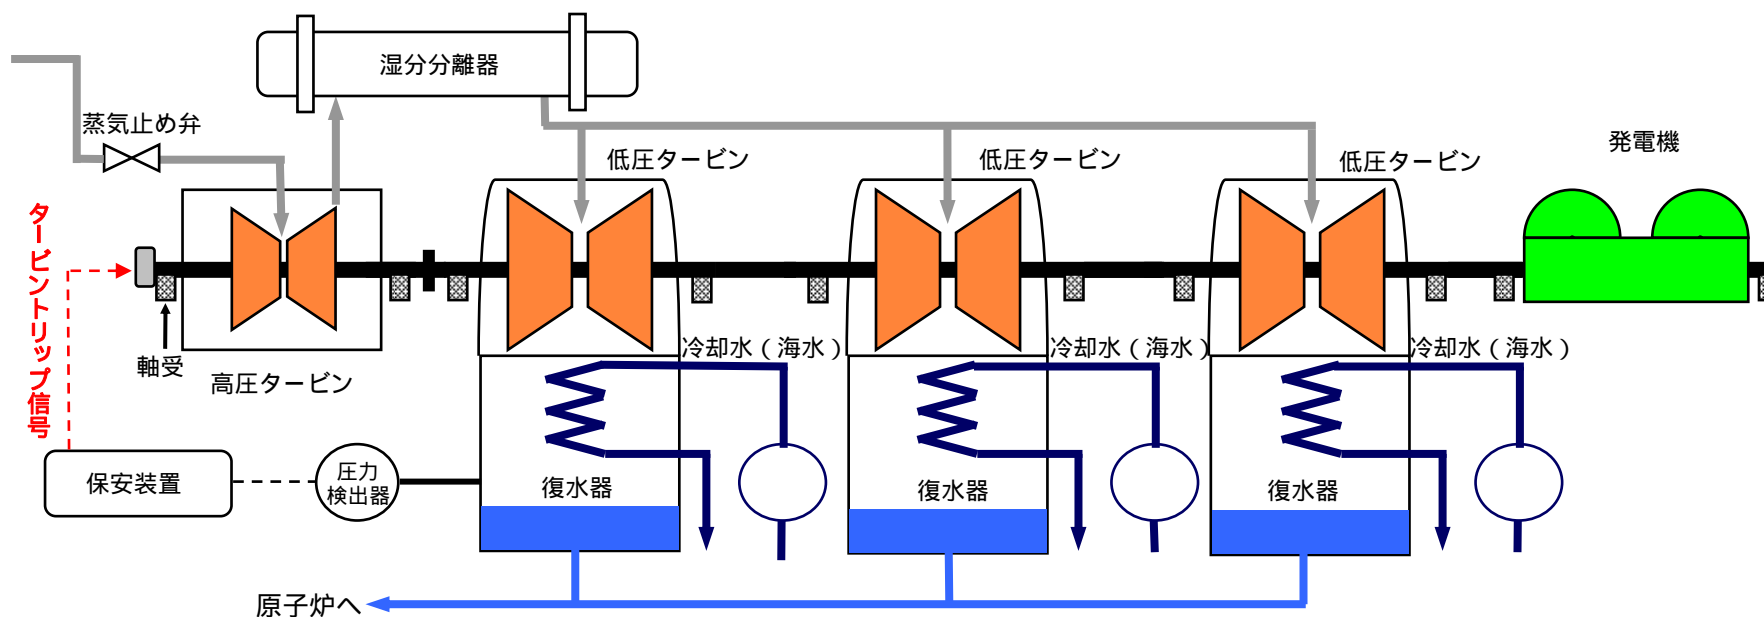 湿分分離器
蒸気止め弁
発電機
低圧タービン
低圧タービン
低圧タービン
タービントリップ信号
軸受
高圧タービン
冷却水（海水）
冷却水（海水）
冷却水（海水）
保安装置
圧力
検出器
復水器
復水器
復水器
原子炉へ